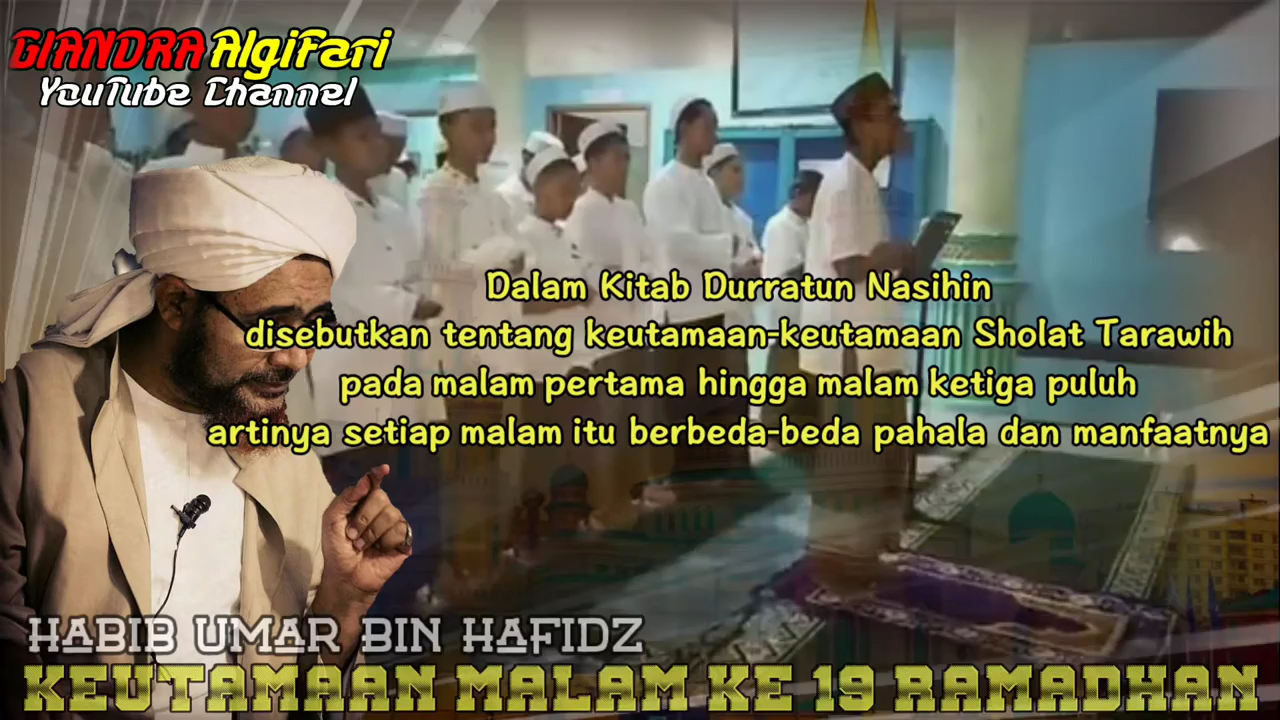 GIANDRA Algifari
YouTube Channel
Dalam Kitab Durratun Nasihin
disebutkan tentang keutamaan-keutamaan Sholat Tarawih
pada malam pertama hingga malam ketiga puluh
artinya setiap malam itu berbeda-beda pahala dan manfaatnya
HABIB UMAR BIN HAFIDZ
KEUTAMAAN MALAM KE 19 RAMADHAN